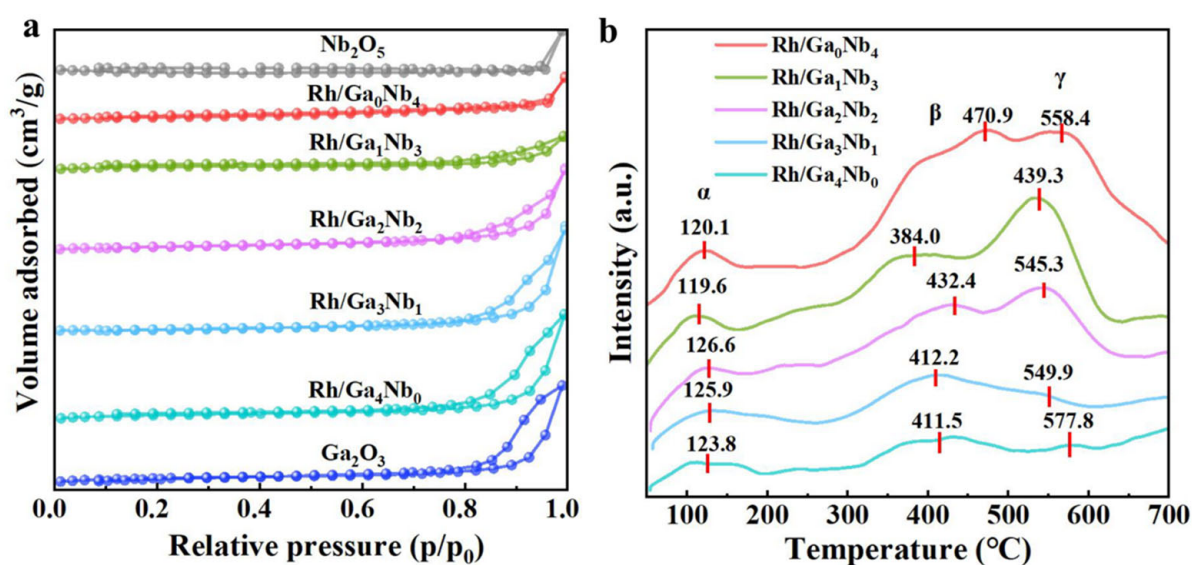 a
Volume adsorbed (cm³/g)
Nb₂O₅
Rh/Ga₀Nb₄
Rh/Ga₁Nb₃
Rh/Ga₂Nb₂
Rh/Ga₃Nb₁
Rh/Ga₄Nb₀
Ga₂O₃
0.0 0.2 0.4 0.6 0.8 1.0
Relative pressure (p/p₀)
b
Intensity (a.u.)
Rh/Ga₀Nb₄
Rh/Ga₁Nb₃
Rh/Ga₂Nb₂
Rh/Ga₃Nb₁
Rh/Ga₄Nb₀
α
β
γ
120.1
470.9
558.4
119.6
384.0
439.3
126.6
432.4
545.3
125.9
412.2
549.9
123.8
411.5
577.8
100 200 300 400 500 600 700
Temperature (°C)